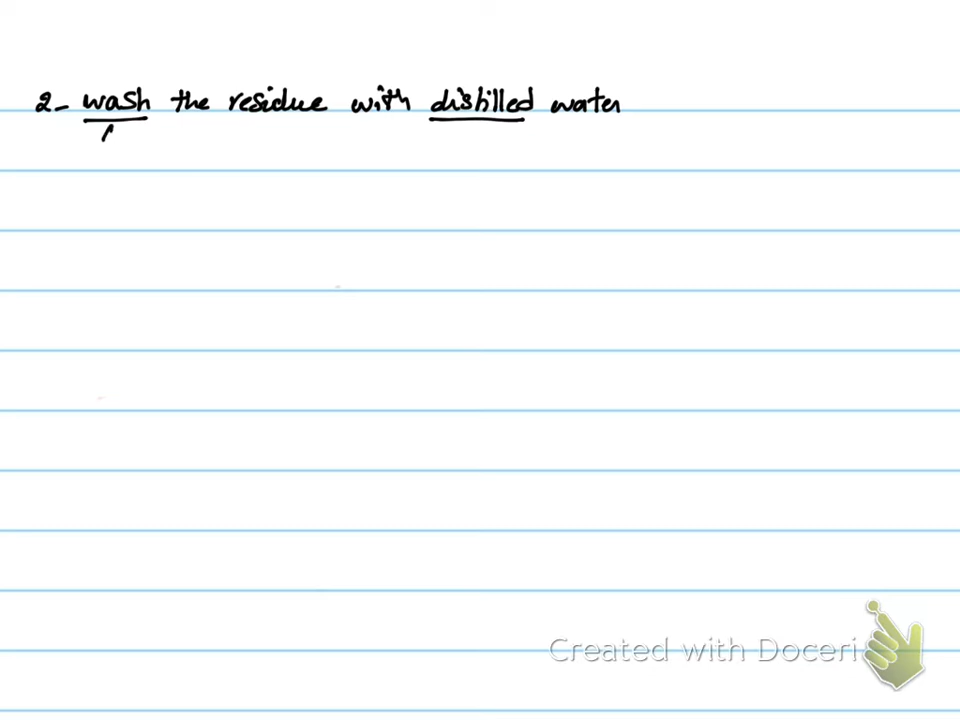 2- wash the residue with distilled water
Created with Doceri